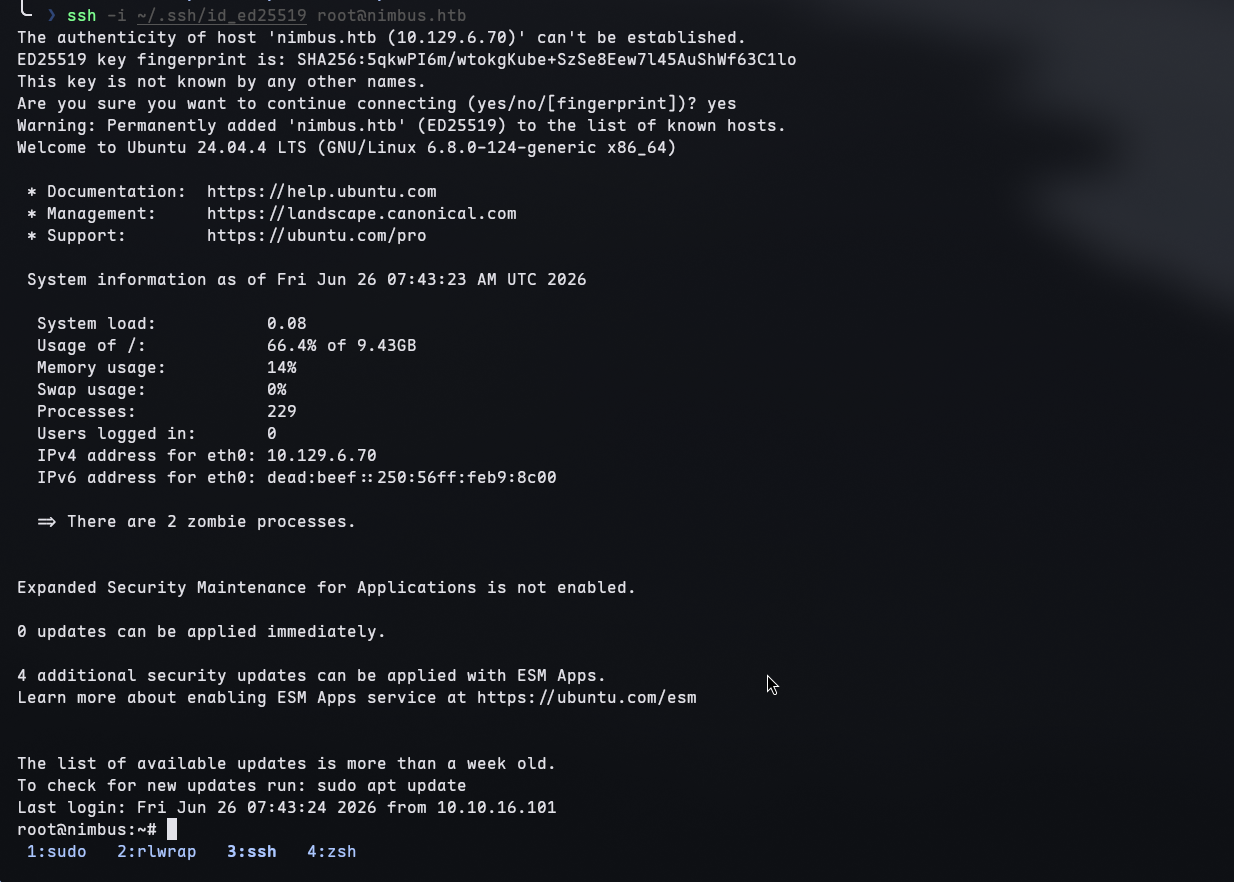 ❯ ssh -i ~/.ssh/id_ed25519 root@nimbus.htb
The authenticity of host 'nimbus.htb (10.129.6.70)' can't be established.
ED25519 key fingerprint is: SHA256:5qkwPI6m/wtokgKube+SzSe8Eew7l45AuShWf63C1lo
This key is not known by any other names.
Are you sure you want to continue connecting (yes/no/[fingerprint])? yes
Warning: Permanently added 'nimbus.htb' (ED25519) to the list of known hosts.
Welcome to Ubuntu 24.04.4 LTS (GNU/Linux 6.8.0-124-generic x86_64)

 * Documentation:  https://help.ubuntu.com
 * Management:     https://landscape.canonical.com
 * Support:        https://ubuntu.com/pro

 System information as of Fri Jun 26 07:43:23 AM UTC 2026

  System load:           0.08
  Usage of /:            66.4% of 9.43GB
  Memory usage:          14%
  Swap usage:            0%
  Processes:             229
  Users logged in:       0
  IPv4 address for eth0: 10.129.6.70
  IPv6 address for eth0: dead:beef::250:56ff:feb9:8c00

  => There are 2 zombie processes.

Expanded Security Maintenance for Applications is not enabled.

0 updates can be applied immediately.

4 additional security updates can be applied with ESM Apps.
Learn more about enabling ESM Apps service at https://ubuntu.com/esm

The list of available updates is more than a week old.
To check for new updates run: sudo apt update
Last login: Fri Jun 26 07:43:24 2026 from 10.10.16.101
root@nimbus:~#
1:sudo   2:rlwrap   3:ssh   4:zsh